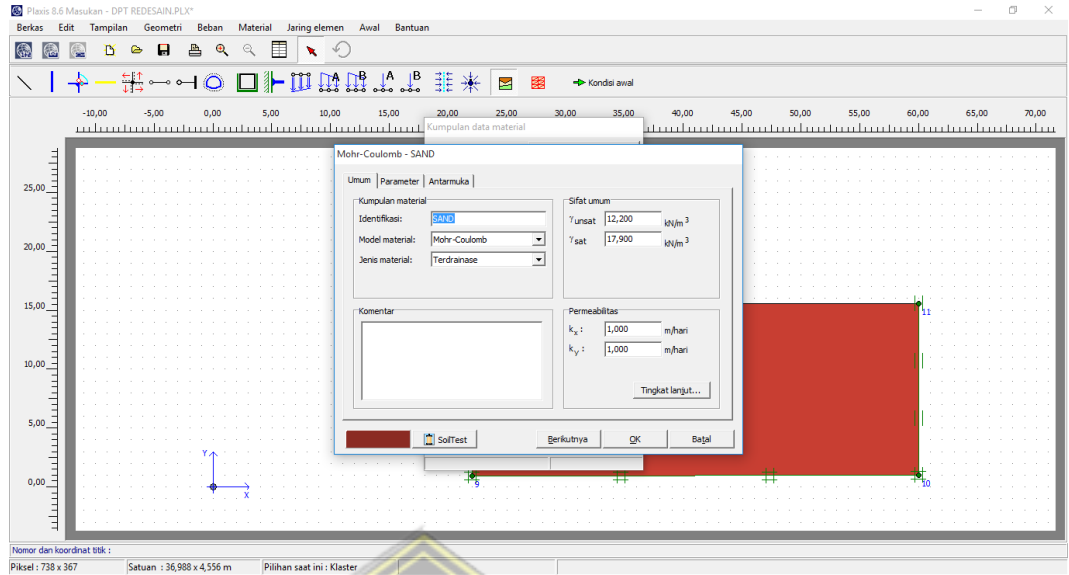 Plaxis 8.6 Masukan - DPT REDESAIN.PLX*
Berkas Edit Tampilan Geometri Beban Material Jaring elemen Awal Bantuan
A B A B Kondisi awal
-10,00 -5,00 0,00 5,00 10,00 15,00 20,00 25,00 30,00 35,00 40,00 45,00 50,00 55,00 60,00 65,00 70,00
Kumpulan data material
Mohr-Coulomb - SAND
Umum Parameter Antarmuka
Kumpulan material
Identifikasi: SAND
Model material: Mohr-Coulomb
Jenis material: Terdrainase
Sifat umum
γunsat 12,200 kN/m 3
γsat 17,900 kN/m 3
Komentar
Permeabilitas
kx : 1,000 m/hari
ky : 1,000 m/hari
Tingkat lanjut...
SoilTest Berikutnya OK Batal
25,00
20,00
15,00
10,00
5,00
0,00
11
Y
X
9
10
Nomor dan koordinat titik :
Piksel : 738 x 367 Satuan : 36,988 x 4,556 m Pilihan saat ini : Klaster